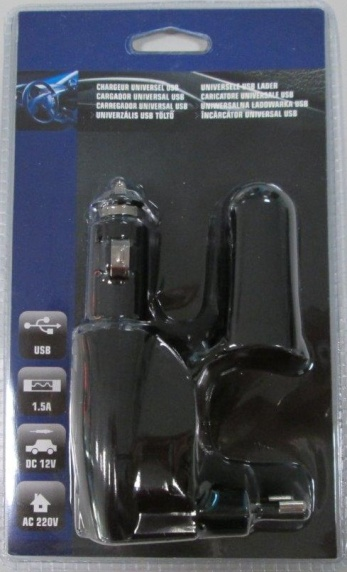 CHARGEUR UNIVERSEL USB
CARGADOR UNIVERSAL USB
CARREGADOR UNIVERSAL USB
UNIVERZÁLIS USB TÖLTŐ
UNIVERSELE USB LADER
CARICATORE UNIVERSALE USB
UNIWERSALNA ŁADOWARKA USB
ÎNCĂRCĂTOR UNIVERSAL USB
USB
1.5A
DC 12V
AC 220V